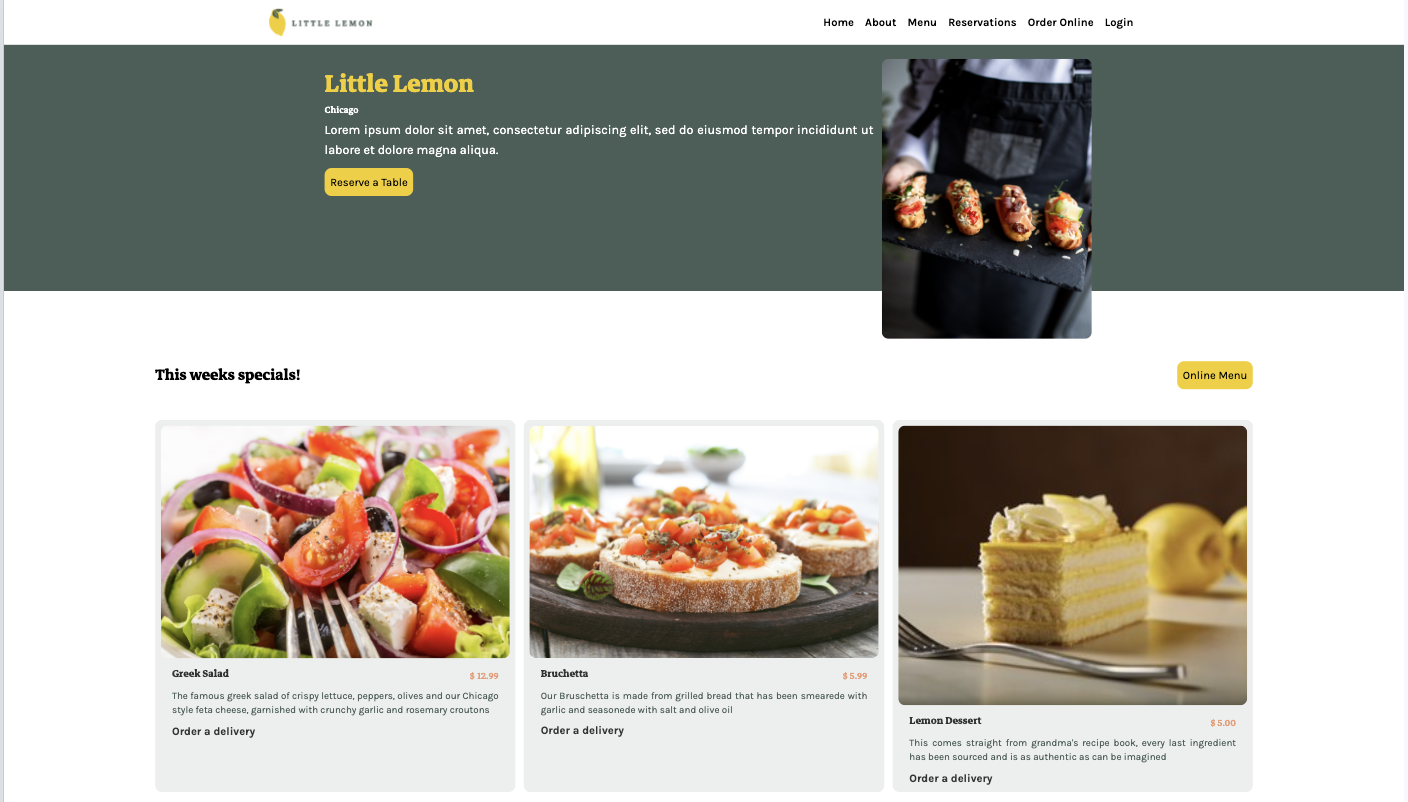 LITTLE LEMON
Home About Menu Reservations Order Online Login
Little Lemon
Chicago
Lorem ipsum dolor sit amet, consectetur adipiscing elit, sed do eiusmod tempor incididunt ut
labore et dolore magna aliqua.
Reserve a Table
This weeks specials!
Online Menu
Greek Salad
$ 12.99
The famous greek salad of crispy lettuce, peppers, olives and our Chicago
style feta cheese, garnished with crunchy garlic and rosemary croutons
Order a delivery
Bruchetta
$ 5.99
Our Bruschetta is made from grilled bread that has been smearede with
garlic and seasonede with salt and olive oil
Order a delivery
Lemon Dessert
$ 5.00
This comes straight from grandma's recipe book, every last ingredient
has been sourced and is as authentic as can be imagined
Order a delivery